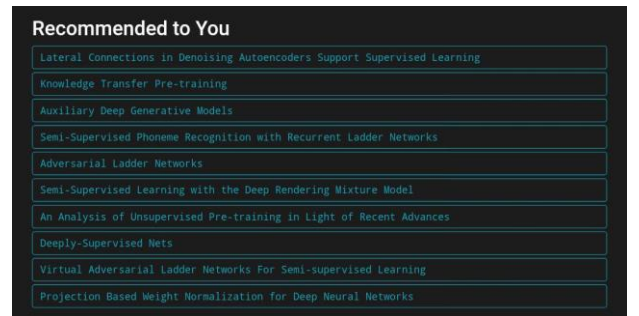 Recommended to You
Lateral Connections in Denoising Autoencoders Support Supervised Learning
Knowledge Transfer Pre-training
Auxiliary Deep Generative Models
Semi-Supervised Phoneme Recognition with Recurrent Ladder Networks
Adversarial Ladder Networks
Semi-Supervised Learning with the Deep Rendering Mixture Model
An Analysis of Unsupervised Pre-training in Light of Recent Advances
Deeply-Supervised Nets
Virtual Adversarial Ladder Networks For Semi-supervised Learning
Projection Based Weight Normalization for Deep Neural Networks